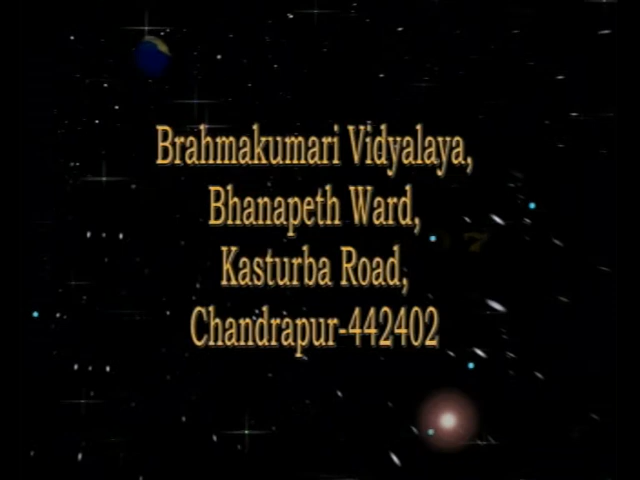 Brahmakumari Vidyalaya,
Bhanapeth Ward,
Kasturba Road,
Chandrapur-442402